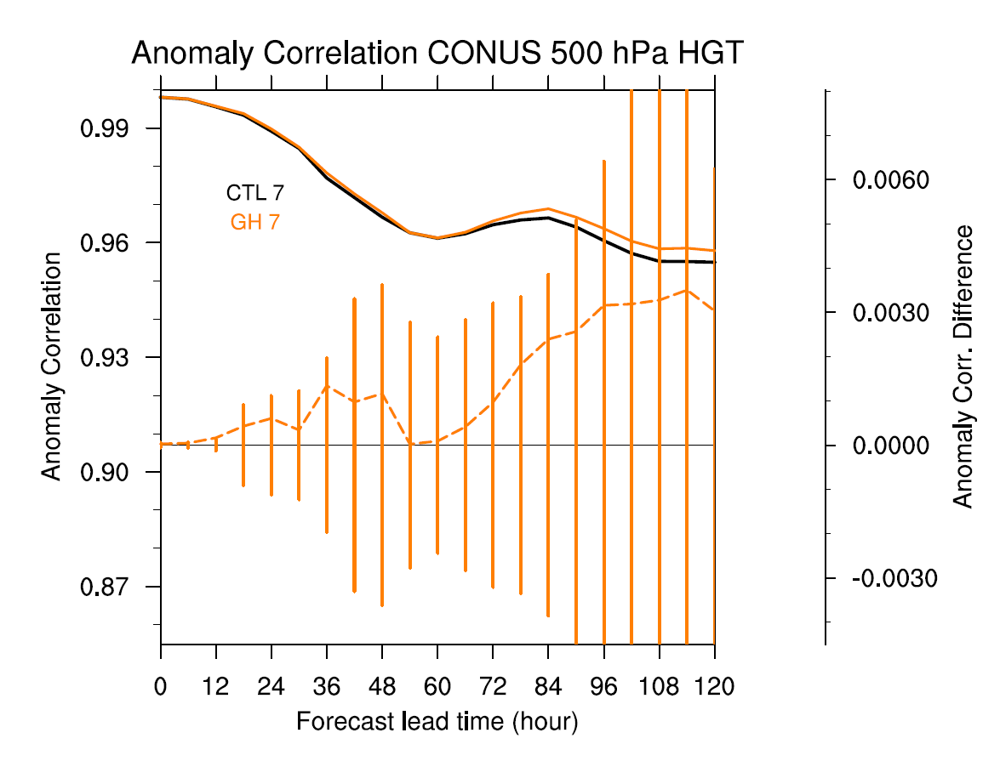 Anomaly Correlation CONUS 500 hPa HGT
0.99
0.96
0.93
0.90
0.87
Anomaly Correlation
CTL 7
GH 7
0.0060
0.0030
0.0000
-0.0030
Anomaly Corr. Difference
0 12 24 36 48 60 72 84 96 108 120
Forecast lead time (hour)